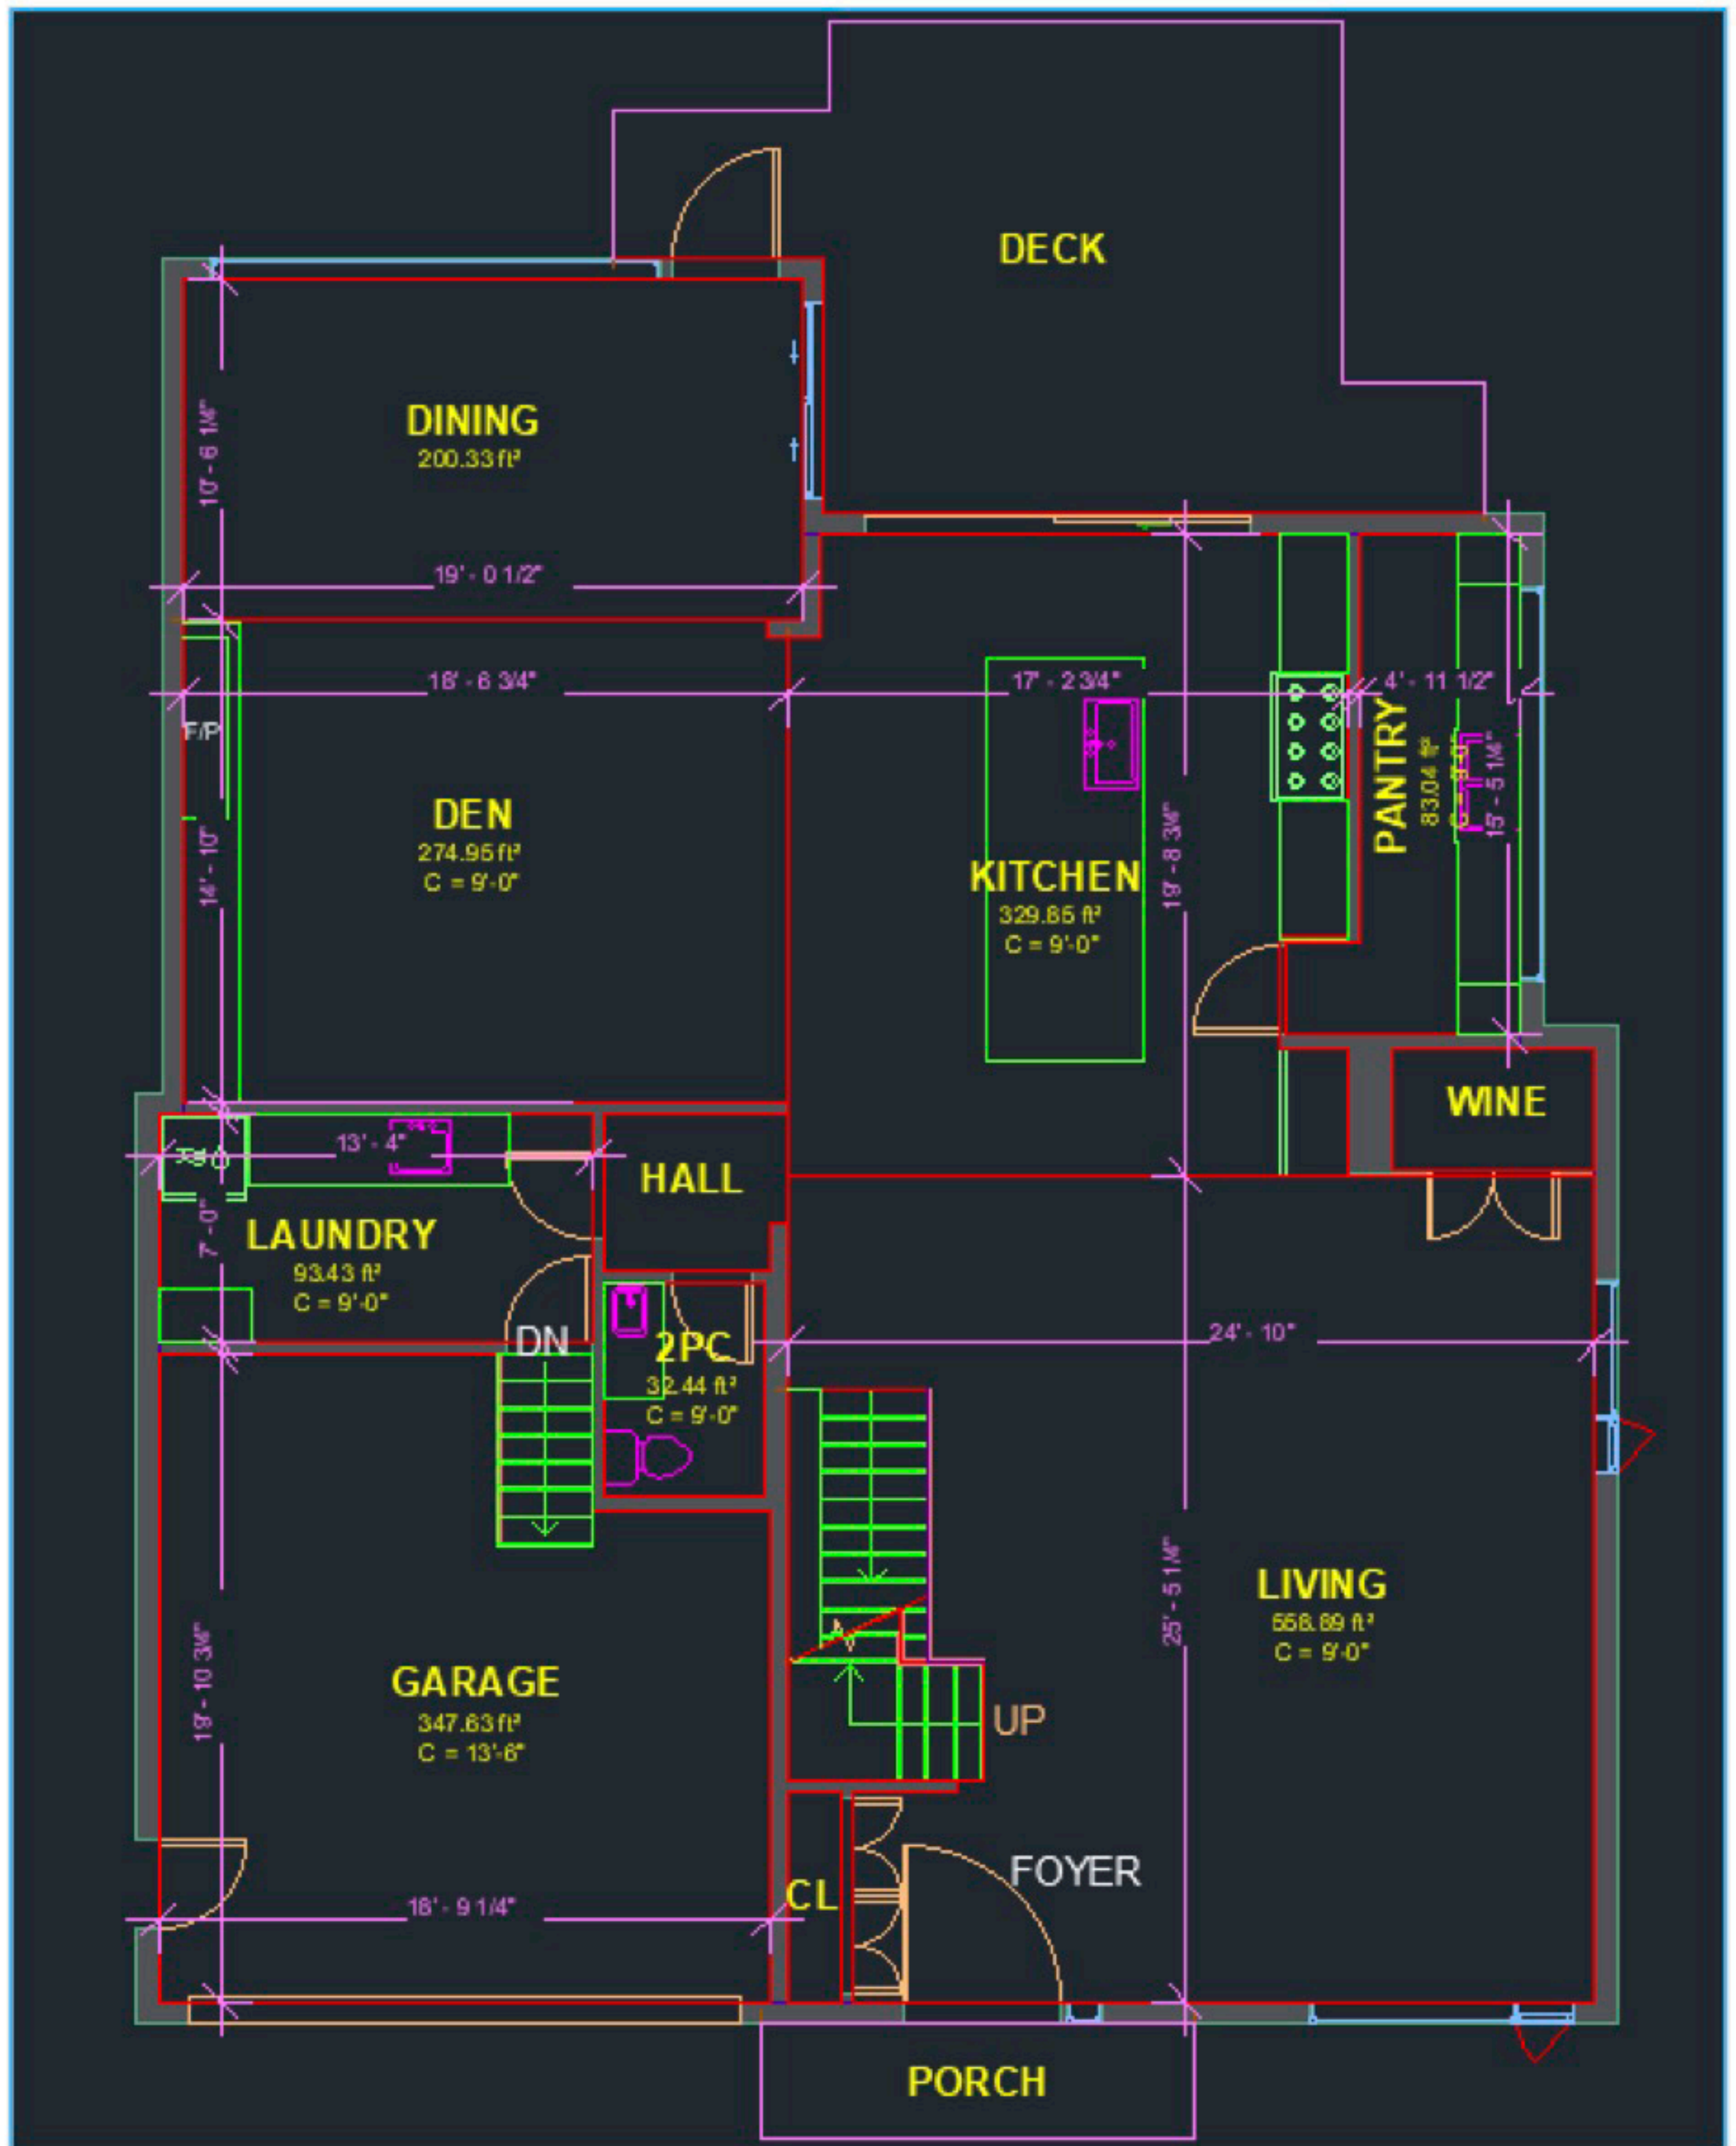 DECK
DINING
200.33 ft²
10' - 6 1/4"
19' - 0 1/2"
18' - 6 3/4"
17' - 2 3/4"
4' - 11 1/2"
F/P
DEN
274.95 ft²
C = 9'-0"
14' - 10"
KITCHEN
329.85 ft²
C = 9'-0"
19' - 8 3/4"
PANTRY
83.04 ft²
15' - 5 1/4"
WINE
13' - 4"
HALL
LAUNDRY
93.43 ft²
C = 9'-0"
7' - 0"
DN
2PC
32.44 ft²
C = 9'-0"
24' - 10"
LIVING
558.89 ft²
C = 9'-0"
25' - 5 1/4"
GARAGE
347.63 ft²
C = 13'-6"
19' - 10 3/4"
UP
FOYER
CL
18' - 9 1/4"
PORCH